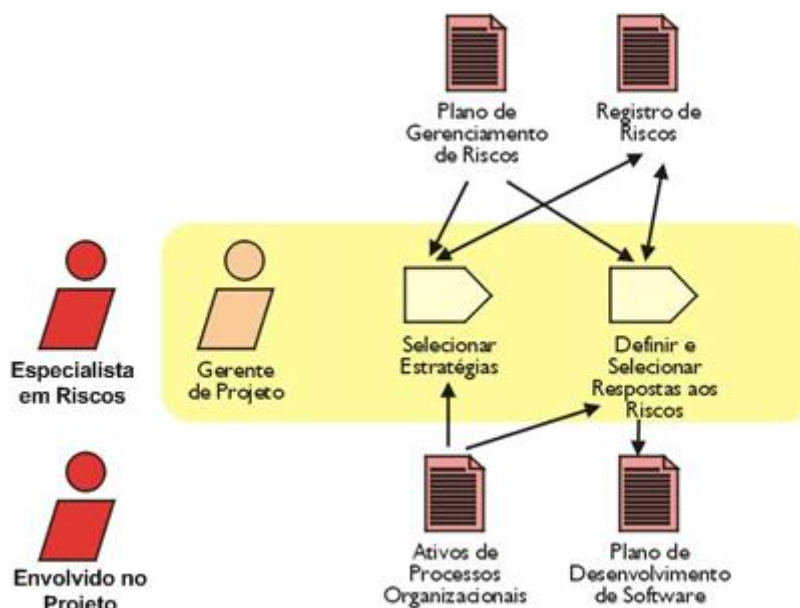 Plano de
Gerenciamento
de Riscos
Registro de
Riscos
Especialista
em Riscos
Gerente
de Projeto
Selecionar
Estratégias
Definir e
Selecionar
Respostas aos
Riscos
Envolvido no
Projeto
Ativos de
Processos
Organizacionais
Plano de
Desenvolvimento
de Software